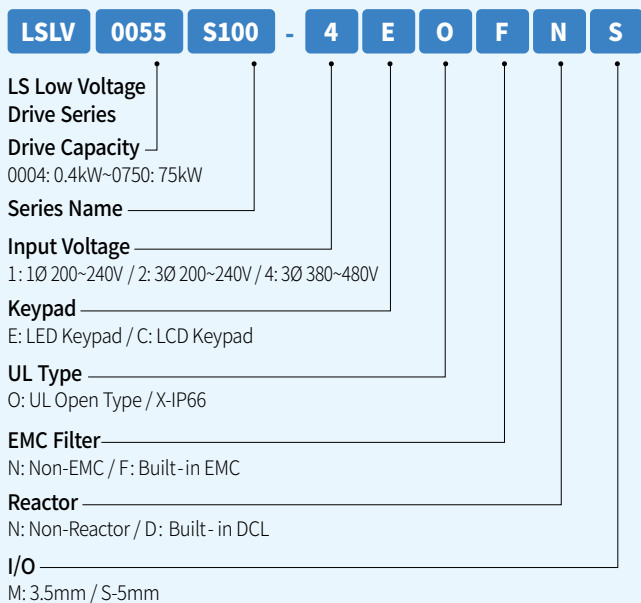 LSLV 0055 S100 - 4 E O F N S
LS Low Voltage
Drive Series
Drive Capacity
0004: 0.4kW~0750: 75kW
Series Name
Input Voltage
1: 1Ø 200~240V / 2: 3Ø 200~240V / 4: 3Ø 380~480V
Keypad
E: LED Keypad / C: LCD Keypad
UL Type
O: UL Open Type / X-IP66
EMC Filter
N: Non-EMC / F: Built-in EMC
Reactor
N: Non-Reactor / D: Built-in DCL
I/O
M: 3.5mm / S-5mm